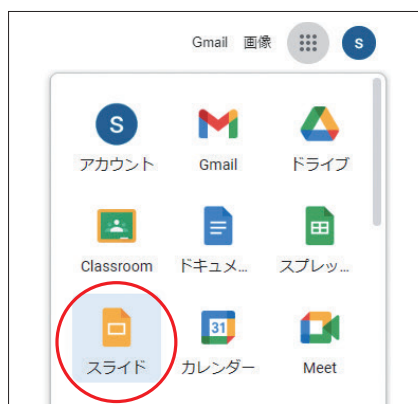 Gmail 画像 S
S
アカウント Gmail ドライブ
Classroom ドキュメ... スプレッ...
31
スライド カレンダー Meet